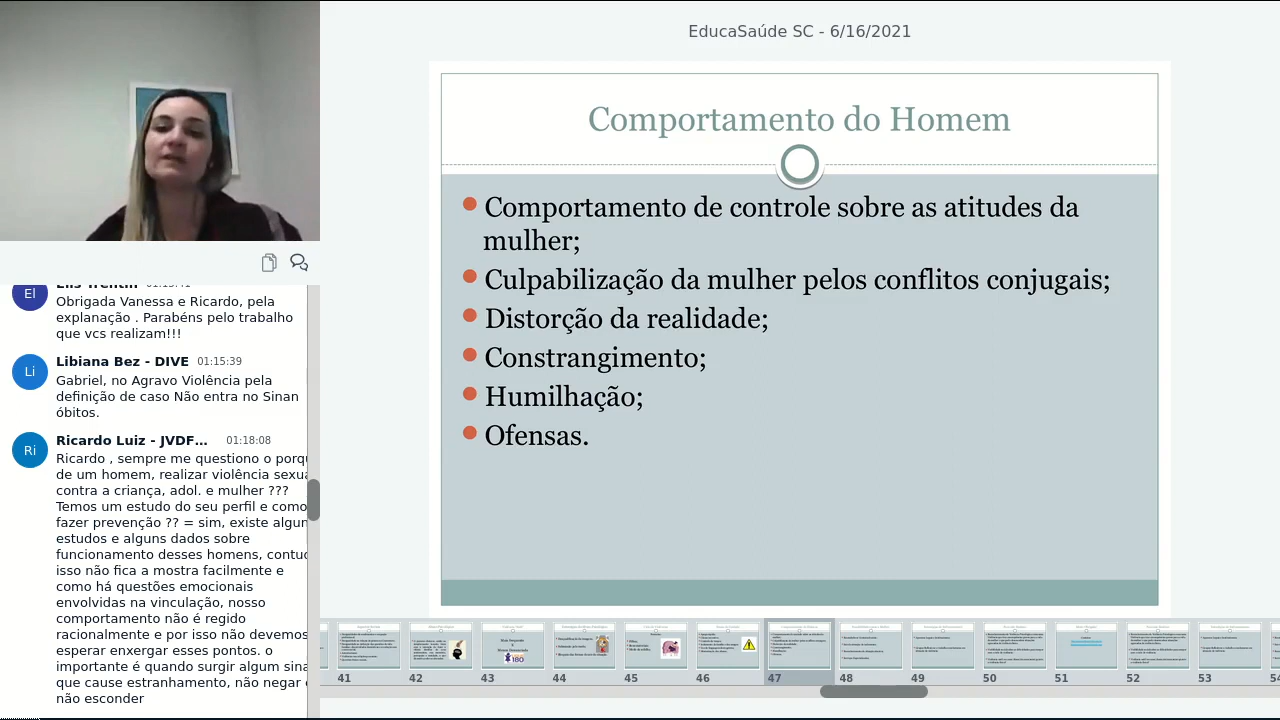 EducaSaúde SC - 6/16/2021
Comportamento do Homem
Comportamento de controle sobre as atitudes da
mulher;
Culpabilização da mulher pelos conflitos conjugais;
Distorção da realidade;
Constrangimento;
Humilhação;
Ofensas.
El
Obrigada Vanessa e Ricardo, pela
explanação . Parabéns pelo trabalho
que vcs realizam!!!
Li
Libiana Bez - DIVE 01:15:39
Gabriel, no Agravo Violência pela
definição de caso Não entra no Sinan
óbitos.
Ri
Ricardo Luiz - JVDF... 01:18:08
Ricardo , sempre me questiono o porq
de um homem, realizar violência sexua
contra a criança, adol. e mulher ???
Temos um estudo do seu perfil e como
fazer prevenção ?? = sim, existe algun
estudos e alguns dados sobre
funcionamento desses homens, contud
isso não fica a mostra facilmente e
como há questões emocionais
envolvidas na vinculação, nosso
comportamento não é regido
racionalmente e por isso não devemos
esperar enxergar esses pontos. o
importante é quando surgir algum sina
que cause estranhamento, não negar
não esconder
41 42 43 44 45 46 47 48 49 50 51 52 53 54